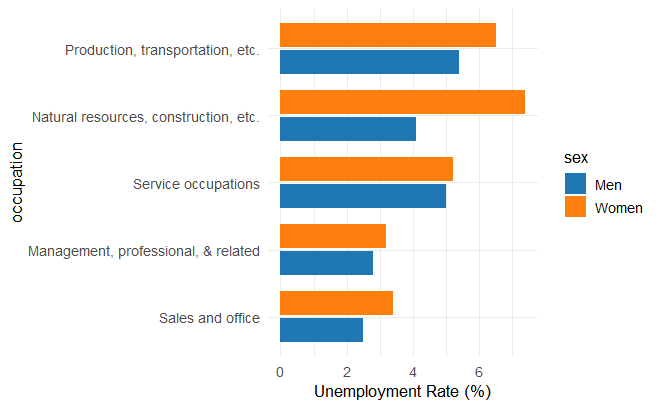 Production, transportation, etc.
Natural resources, construction, etc.
Service occupations
Management, professional, & related
Sales and office
occupation
0 2 4 6
Unemployment Rate (%)
sex
Men
Women